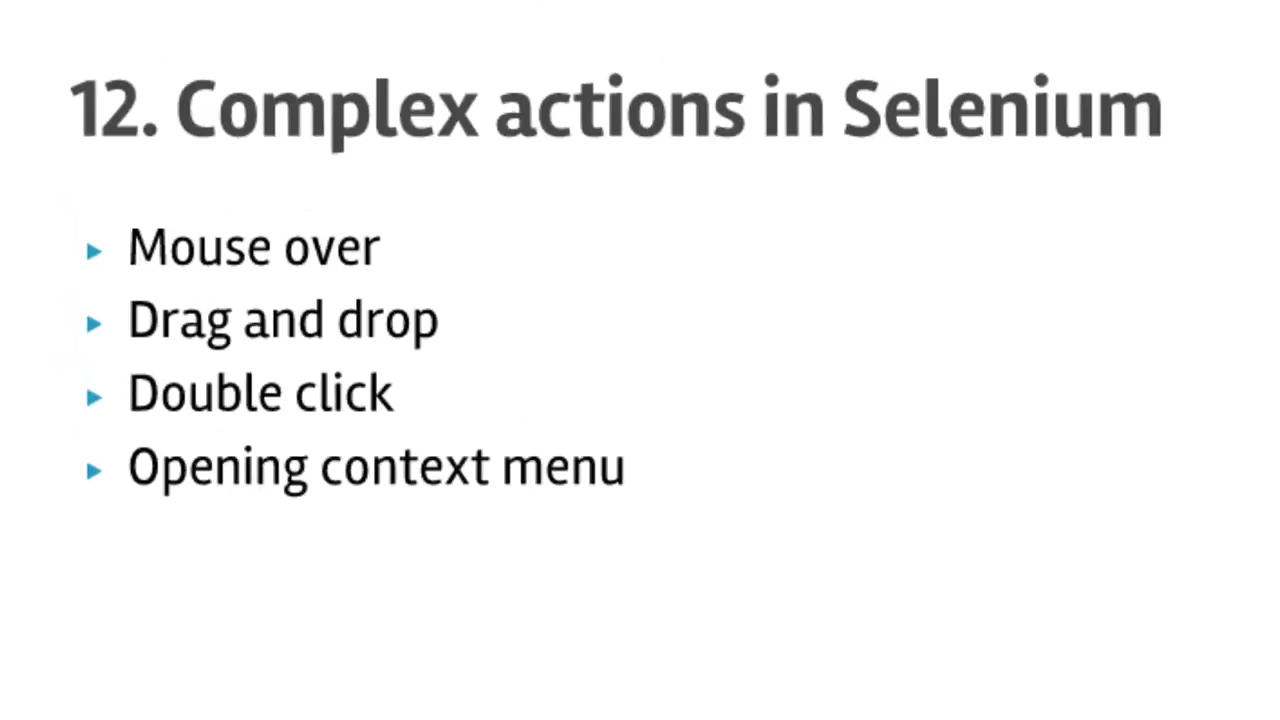 12. Complex actions in Selenium
Mouse over
Drag and drop
Double click
Opening context menu